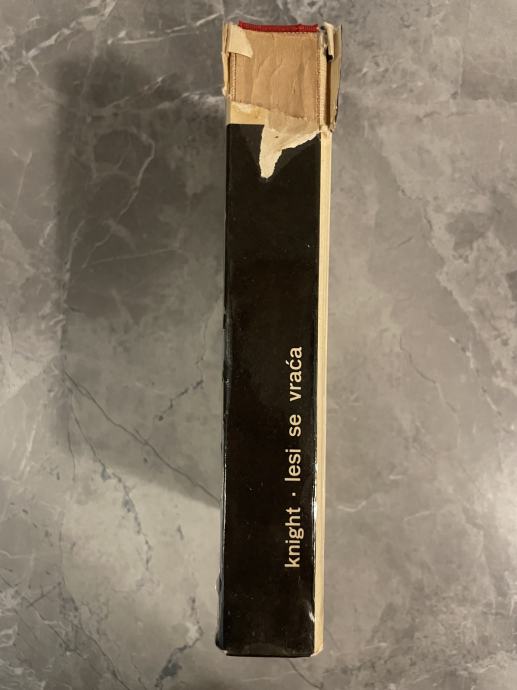 knight · lesi se vraća